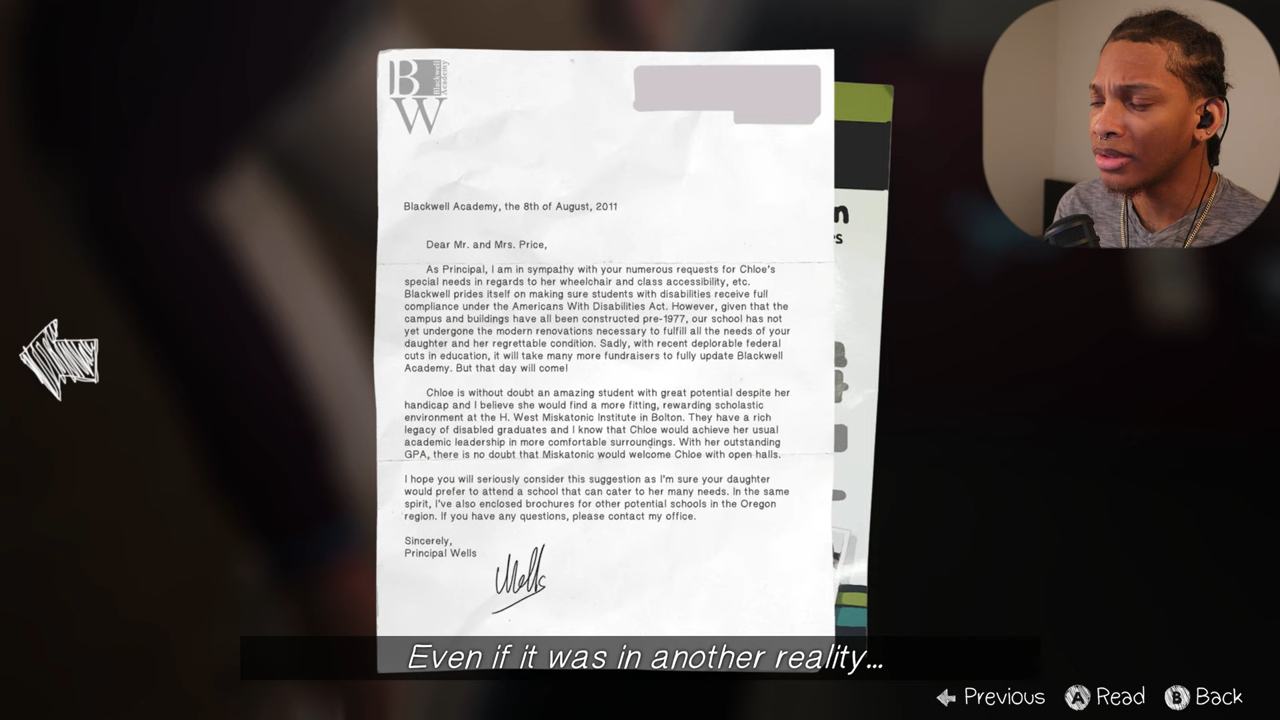 BW
Blackwell
Academy
Blackwell Academy, the 8th of August, 2011
Dear Mr. and Mrs. Price,
As Principal, I am in sympathy with your numerous requests for Chloe's
special needs in regards to her wheelchair and class accessibility, etc.
Blackwell prides itself on making sure students with disabilities receive full
compliance under the Americans With Disabilities Act. However, given that the
campus and buildings have all been constructed pre-1977, our school has not
yet undergone the modern renovations necessary to fulfill all the needs of your
daughter and her regrettable condition. Sadly, with recent deplorable federal
cuts in education, it will take many more fundraisers to fully update Blackwell
Academy. But that day will come!
Chloe is without doubt an amazing student with great potential despite her
handicap and I believe she would find a more fitting, rewarding scholastic
environment at the H. West Miskatonic Institute in Bolton. They have a rich
legacy of disabled graduates and I know that Chloe would achieve her usual
academic leadership in more comfortable surroundings. With her outstanding
GPA, there is no doubt that Miskatonic would welcome Chloe with open halls.
I hope you will seriously consider this suggestion as I'm sure your daughter
would prefer to attend a school that can cater to her many needs. In the same
spirit, I've also enclosed brochures for other potential schools in the Oregon
region. If you have any questions, please contact my office.
Sincerely,
Principal Wells
Wells
n
es
Even if it was in another reality...
Previous A Read B Back